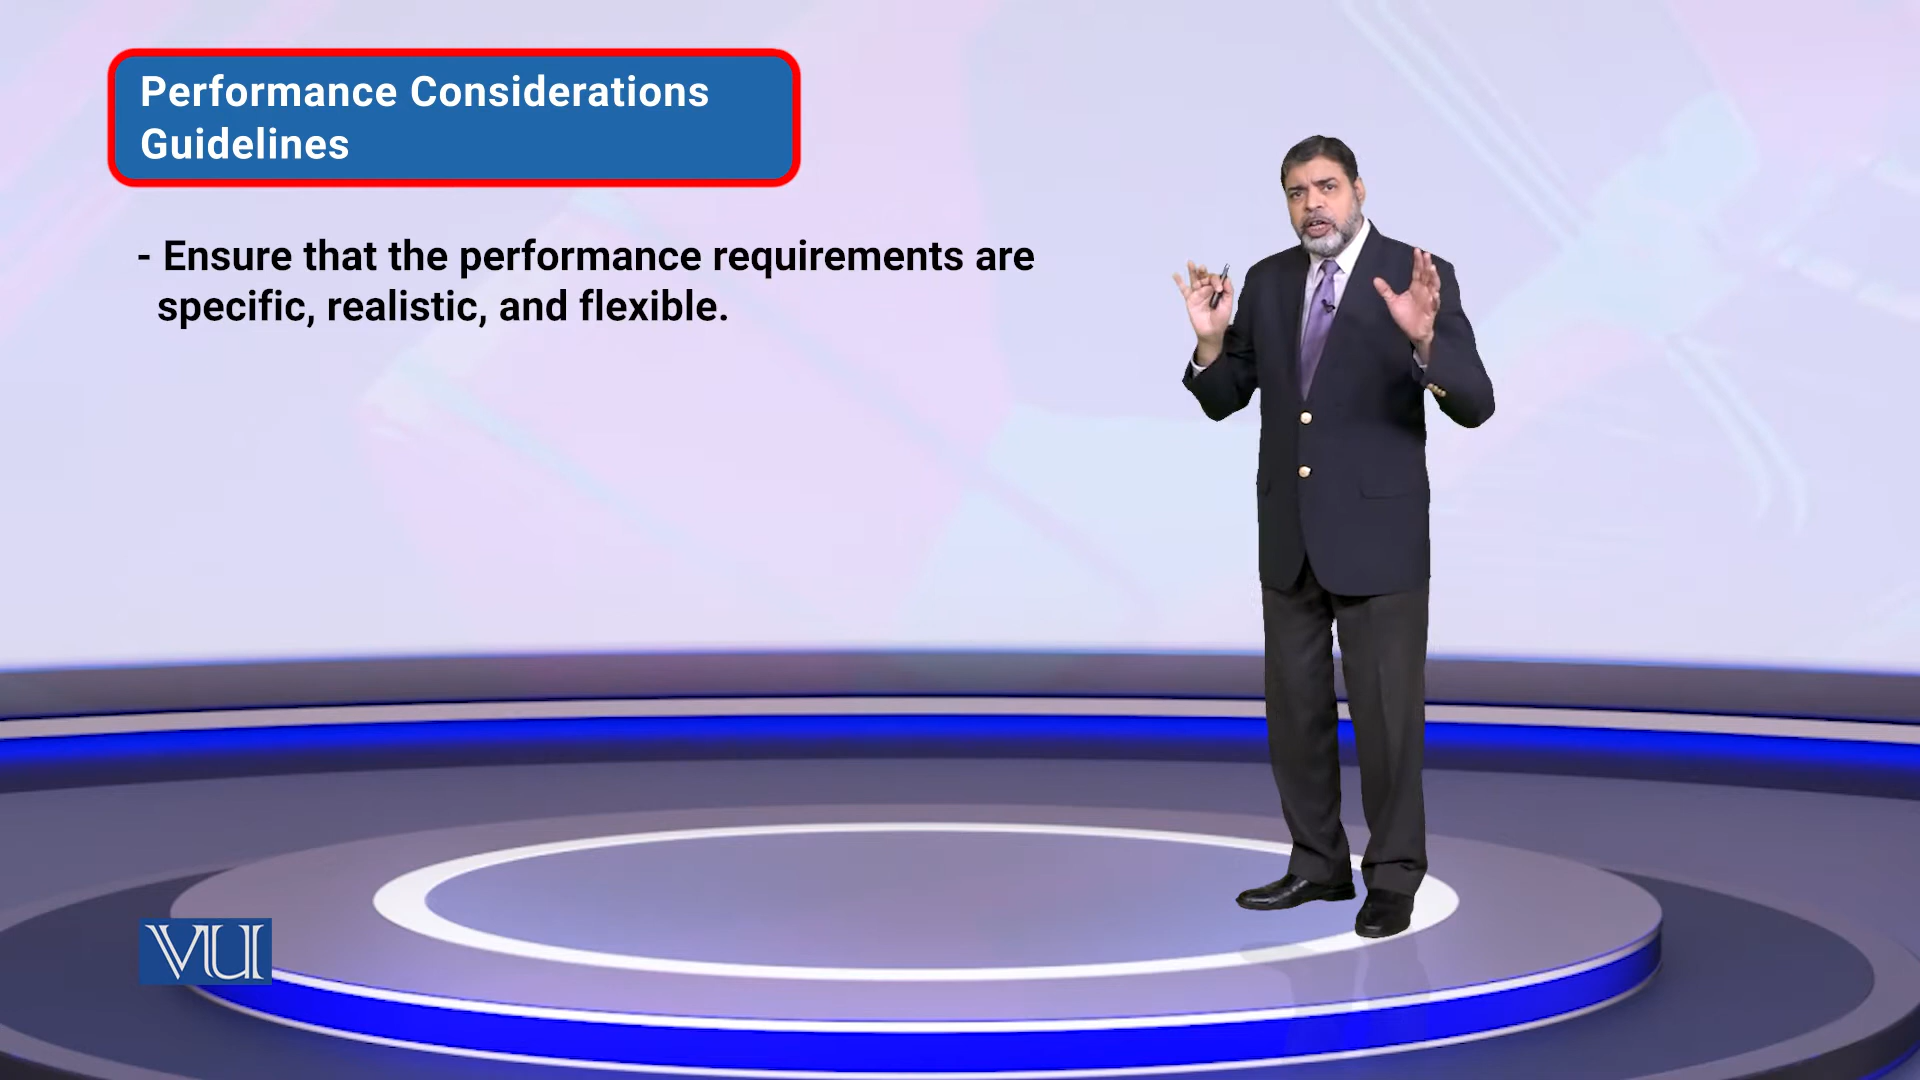 Performance Considerations
Guidelines
- Ensure that the performance requirements are
specific, realistic, and flexible.
VU